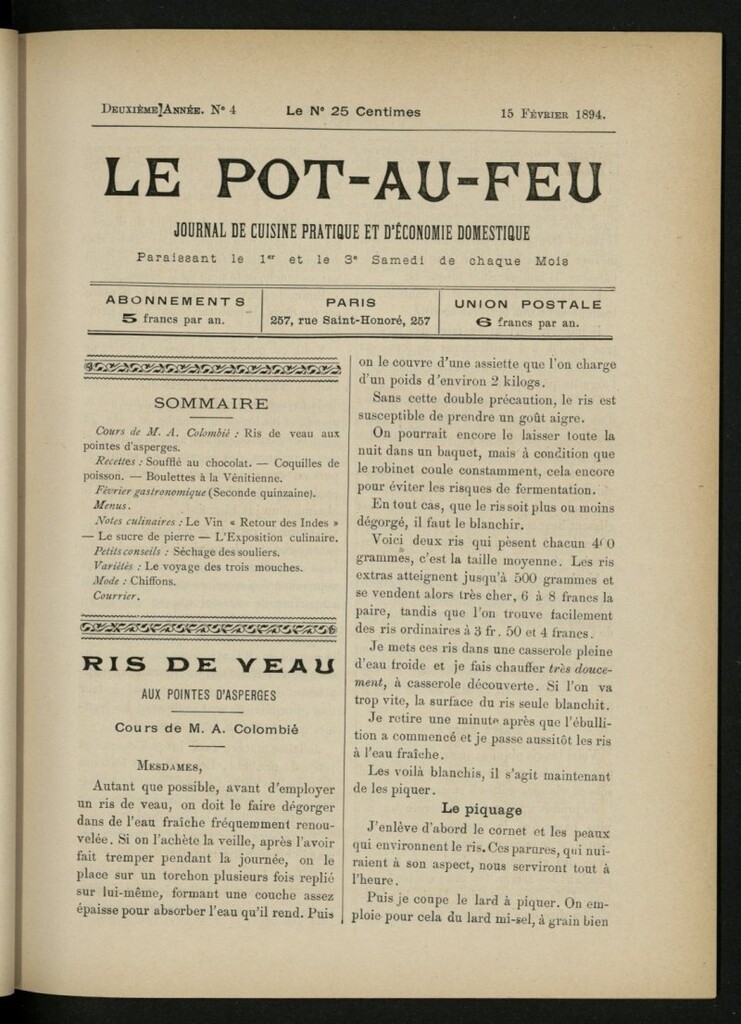 DEUXIÈME ANNÉE. N° 4 Le N° 25 Centimes 15 FÉVRIER 1894.
LE POT-AU-FEU
JOURNAL DE CUISINE PRATIQUE ET D'ÉCONOMIE DOMESTIQUE
Paraissant le 1er et le 3e Samedi de chaque Mois
ABONNEMENTS
5 francs par an.
PARIS
257, rue Saint-Honoré, 257
UNION POSTALE
6 francs par an.
SOMMAIRE
Cours de M. A. Colombié : Ris de veau aux
pointes d'asperges.
Recettes : Soufflé au chocolat. — Coquilles de
poisson. — Boulettes à la Vénitienne.
Février gastronomique (Seconde quinzaine).
Menus.
Notes culinaires : Le Vin « Retour des Indes »
— Le sucre de pierre — L'Exposition culinaire.
Petits conseils : Séchage des souliers.
Variétés : Le voyage des trois mouches.
Mode : Chiffons.
Courrier.
RIS DE VEAU
AUX POINTES D'ASPERGES
Cours de M. A. Colombié
MESDAMES,
Autant que possible, avant d'employer
un ris de veau, on doit le faire dégorger
dans de l'eau fraîche fréquemment renou-
velée. Si on l'achète la veille, après l'avoir
fait tremper pendant la journée, on le
place sur un torchon plusieurs fois replié
sur lui-même, formant une couche assez
épaisse pour absorber l'eau qu'il rend. Puis
on le couvre d'une assiette que l'on charge
d'un poids d'environ 2 kilogs.
Sans cette double précaution, le ris est
susceptible de prendre un goût aigre.
On pourrait encore le laisser toute la
nuit dans un baquet, mais à condition que
le robinet coule constamment, cela encore
pour éviter les risques de fermentation.
En tout cas, que le ris soit plus ou moins
dégorgé, il faut le blanchir.
Voici deux ris qui pèsent chacun 400
grammes, c'est la taille moyenne. Les ris
extras atteignent jusqu'à 500 grammes et
se vendent alors très cher, 6 à 8 francs la
paire, tandis que l'on trouve facilement
des ris ordinaires à 3 fr. 50 et 4 francs.
Je mets ces ris dans une casserole pleine
d'eau froide et je fais chauffer très douce-
ment, à casserole découverte. Si l'on va
trop vite, la surface du ris seule blanchit.
Je retire une minute après que l'ébulli-
tion a commencé et je passe aussitôt les ris
à l'eau fraîche.
Les voilà blanchis, il s'agit maintenant
de les piquer.
Le piquage
J'enlève d'abord le cornet et les peaux
qui environnent le ris. Ces parures, qui nui-
raient à son aspect, nous serviront tout à
l'heure.
Puis je coupe le lard à piquer. On em-
ploie pour cela du lard mi-sel, à grain bien